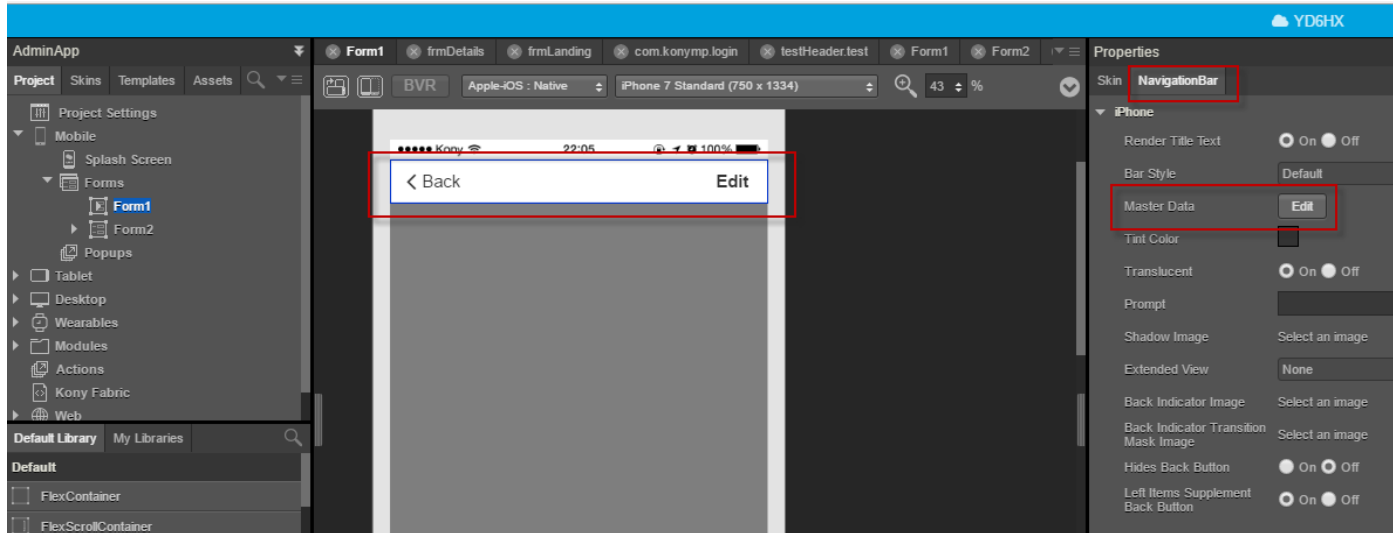 YD6HX
AdminApp
Project Skins Templates Assets
Project Settings
Mobile
Splash Screen
Forms
Form1
Form2
Popups
Tablet
Desktop
Wearables
Modules
Actions
Kony Fabric
Web
Default Library My Libraries
Default
FlexContainer
FlexScrollContainer
Form1 frmDetails frmLanding com.konymp.login testHeader.test Form1 Form2
BVR Apple-iOS : Native iPhone 7 Standard (750 x 1334) 43 %
Kony 22:05 100%
Back Edit
Properties
Skin NavigationBar
iPhone
Render Title Text On Off
Bar Style Default
Master Data Edit
Tint Color
Translucent On Off
Prompt
Shadow Image Select an image
Extended View None
Back Indicator Image Select an image
Back Indicator Transition
Mask Image Select an image
Hides Back Button On Off
Left Items Supplement
Back Button On Off